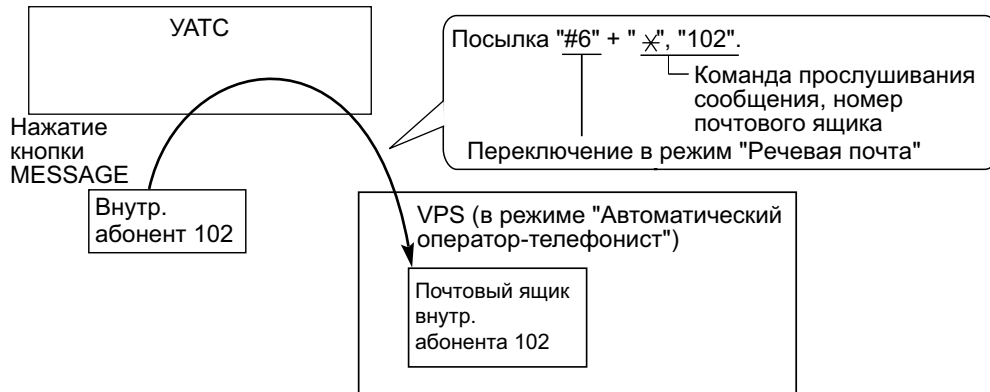 УАТС
Посылка "#6" + "⚹", "102".
Команда прослушивания
сообщения, номер
почтового ящика
Переключение в режим "Речевая почта"
Нажатие
кнопки
MESSAGE
Внутр.
абонент 102
VPS (в режиме "Автоматический
оператор-телефонист")
Почтовый ящик
внутр.
абонента 102